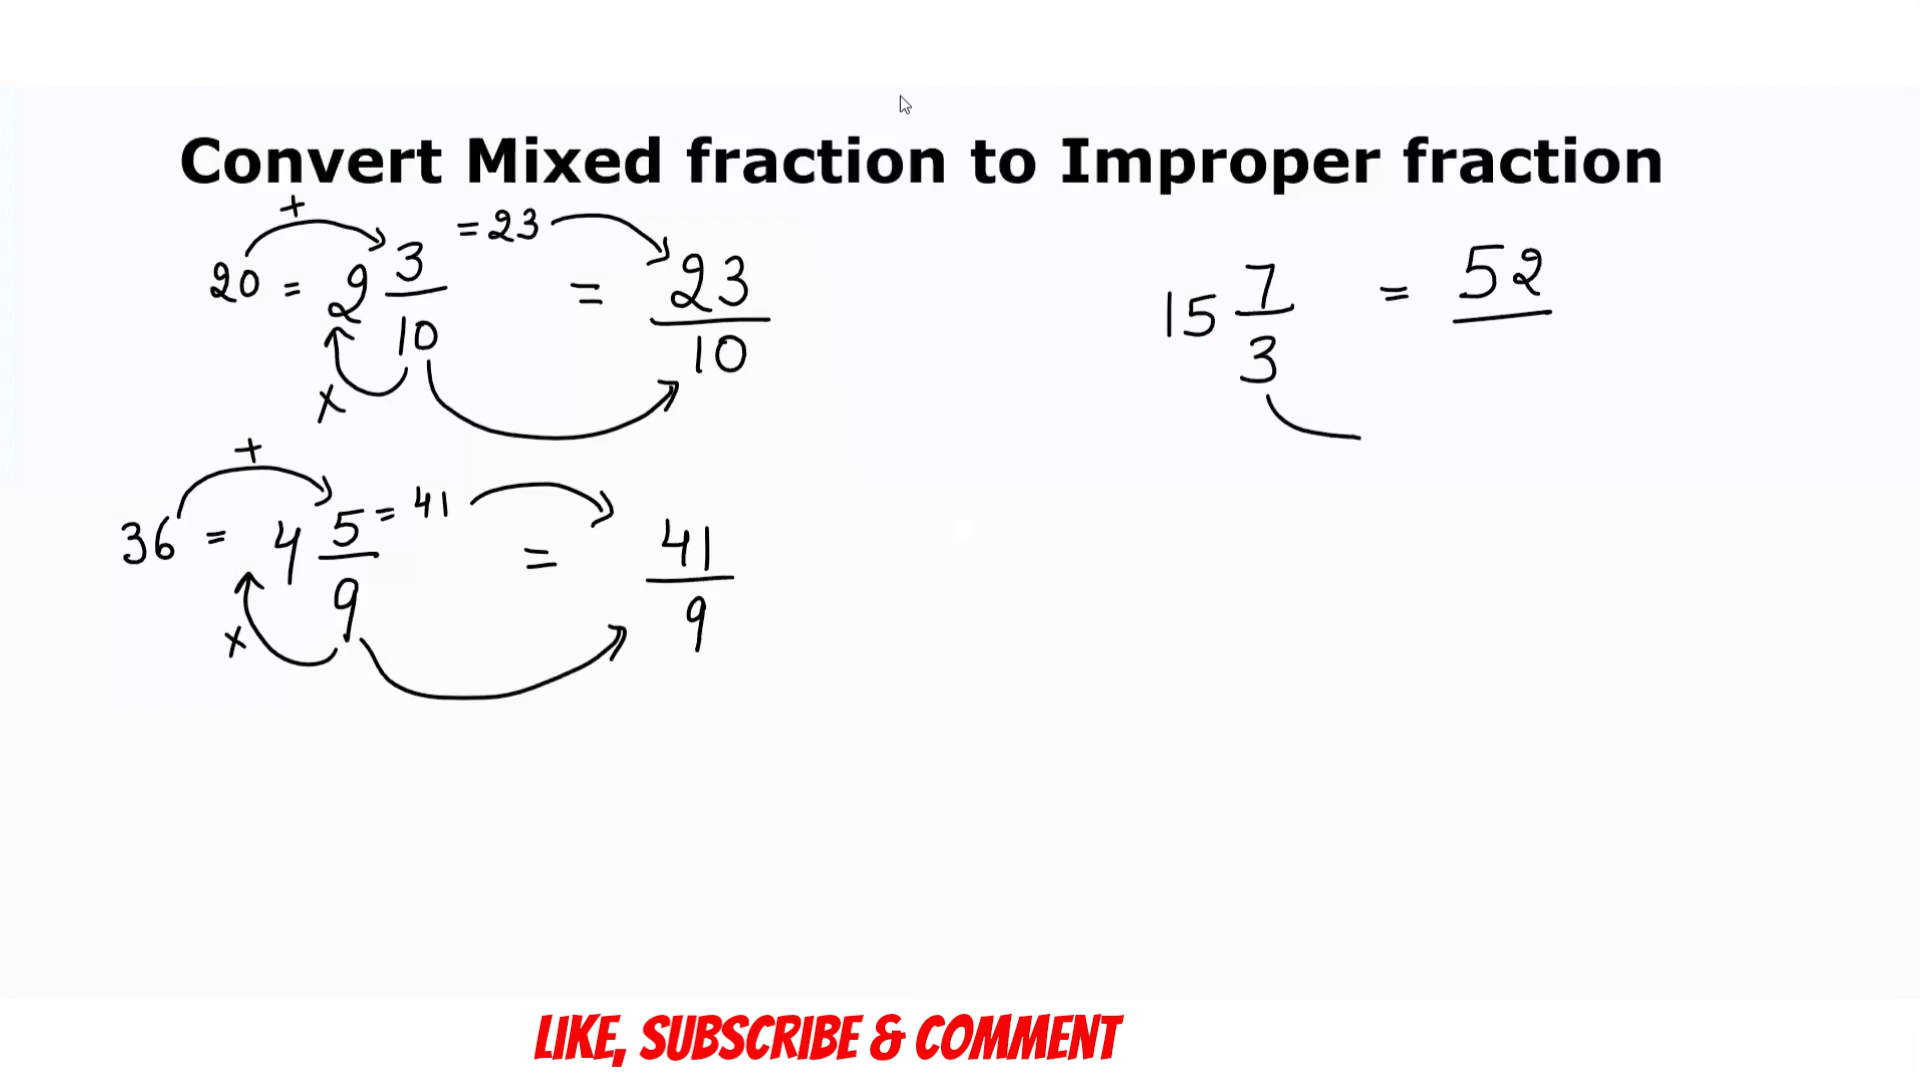 Convert Mixed fraction to Improper fraction
+
20 = 2 3/10 = 23 = 23/10
×
+
36 = 4 5/9 = 41 = 41/9
×
15 7/3 = 52
LIKE, SUBSCRIBE & COMMENT